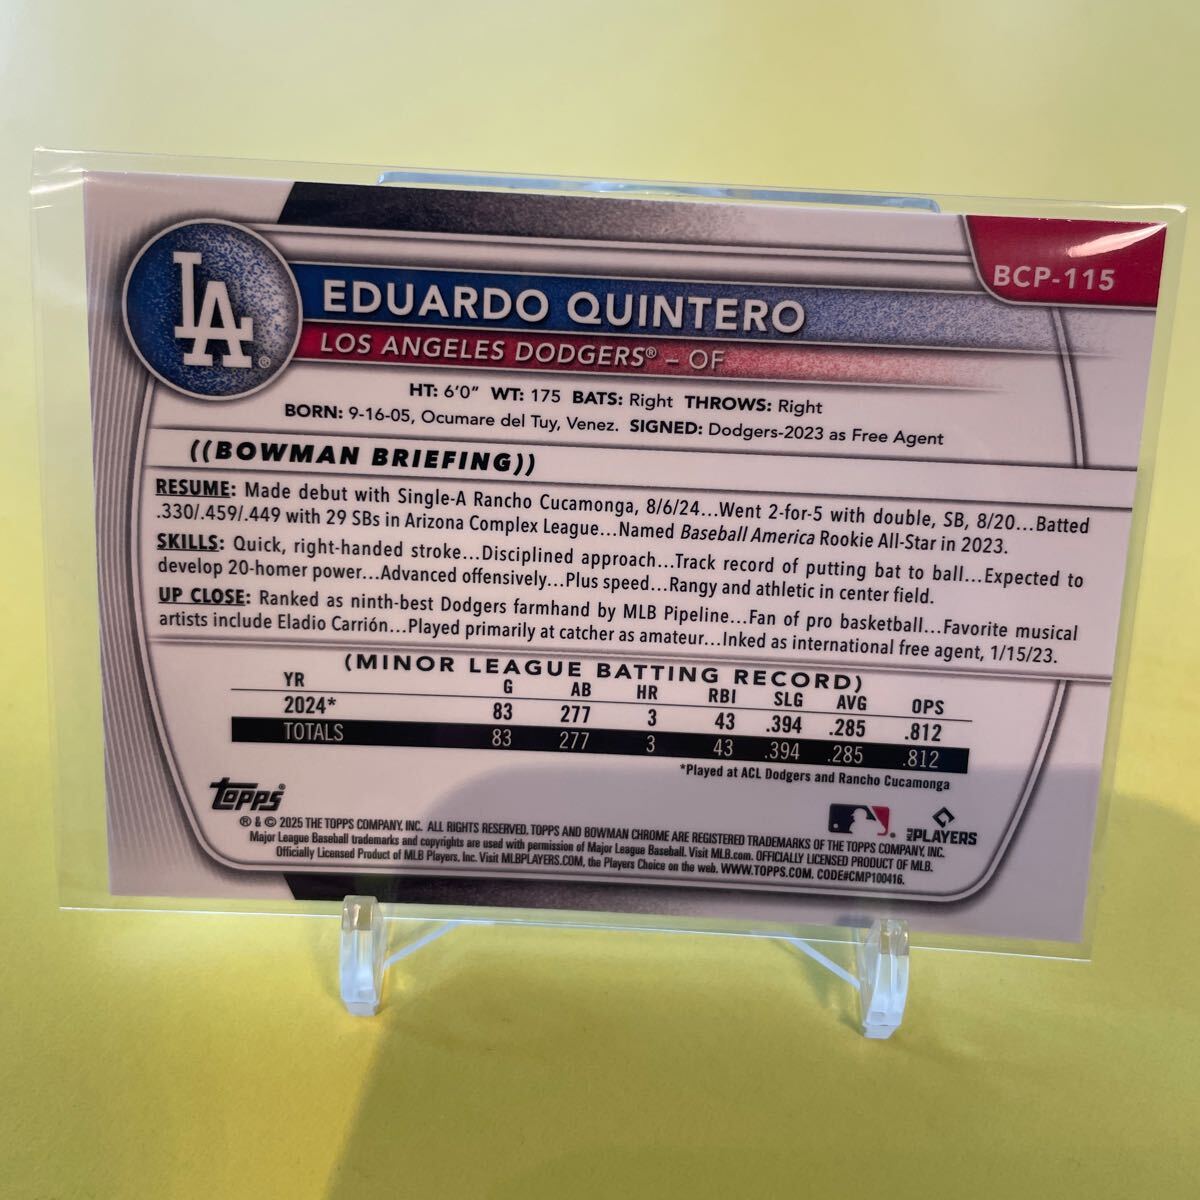 BCP-115
LA®
EDUARDO QUINTERO
LOS ANGELES DODGERS® – OF
HT: 6'0" WT: 175 BATS: Right THROWS: Right
BORN: 9-16-05, Ocumare del Tuy, Venez. SIGNED: Dodgers-2023 as Free Agent
((BOWMAN BRIEFING))
RESUME: Made debut with Single-A Rancho Cucamonga, 8/6/24...Went 2-for-5 with double, SB, 8/20...Batted
.330/.459/.449 with 29 SBs in Arizona Complex League...Named Baseball America Rookie All-Star in 2023.
SKILLS: Quick, right-handed stroke...Disciplined approach...Track record of putting bat to ball...Expected to
develop 20-homer power...Advanced offensively...Plus speed...Rangy and athletic in center field.
UP CLOSE: Ranked as ninth-best Dodgers farmhand by MLB Pipeline...Fan of pro basketball...Favorite musical
artists include Eladio Carrión...Played primarily at catcher as amateur...Inked as international free agent, 1/15/23.
(MINOR LEAGUE BATTING RECORD)
YR G AB HR RBI SLG AVG OPS
2024* 83 277 3 43 .394 .285 .812
TOTALS 83 277 3 43 .394 .285 .812
*Played at ACL Dodgers and Rancho Cucamonga
topps®
MLB PLAYERS
® & © 2025 THE TOPPS COMPANY, INC. ALL RIGHTS RESERVED. TOPPS AND BOWMAN CHROME ARE REGISTERED TRADEMARKS OF THE TOPPS COMPANY, INC.
Major League Baseball trademarks and copyrights are used with permission of Major League Baseball. Visit MLB.com. OFFICIALLY LICENSED PRODUCT OF MLB.
Officially Licensed Product of MLB Players, Inc. Visit MLBPLAYERS.COM, the Players Choice on the web. WWW.TOPPS.COM. CODE#CMP100416.